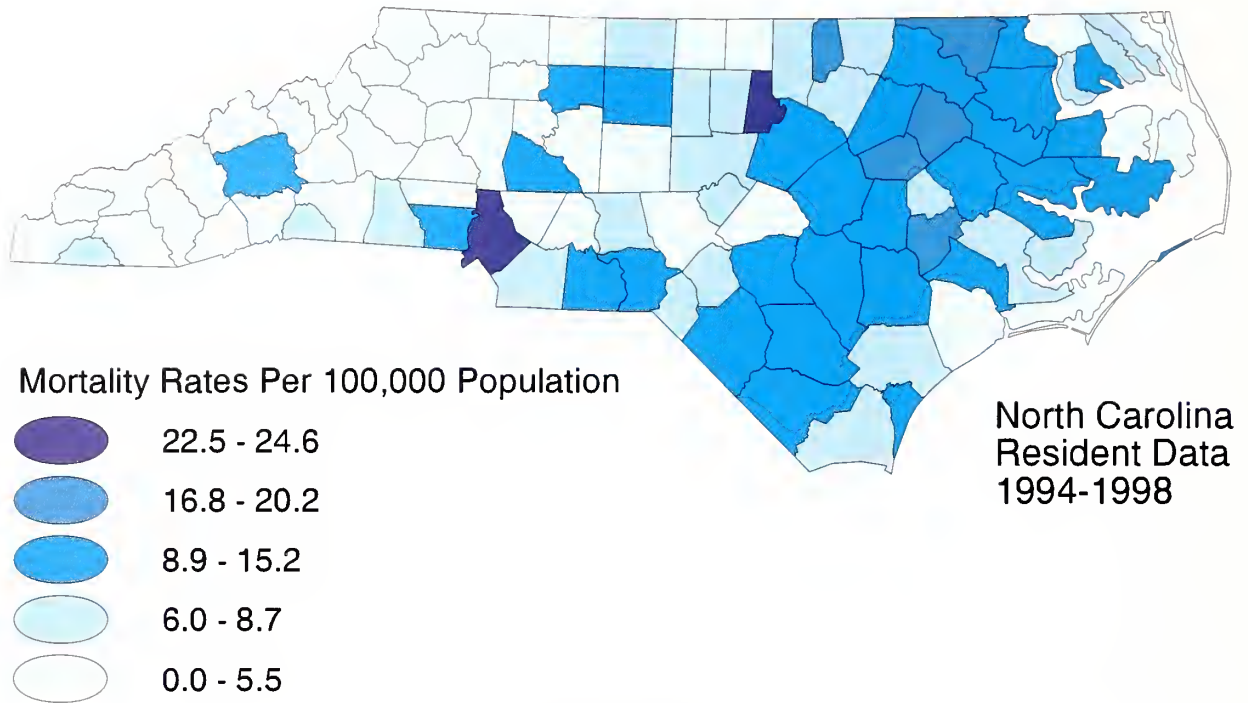 Mortality Rates Per 100,000 Population
22.5 - 24.6
16.8 - 20.2
8.9 - 15.2
6.0 - 8.7
0.0 - 5.5
North Carolina
Resident Data
1994-1998